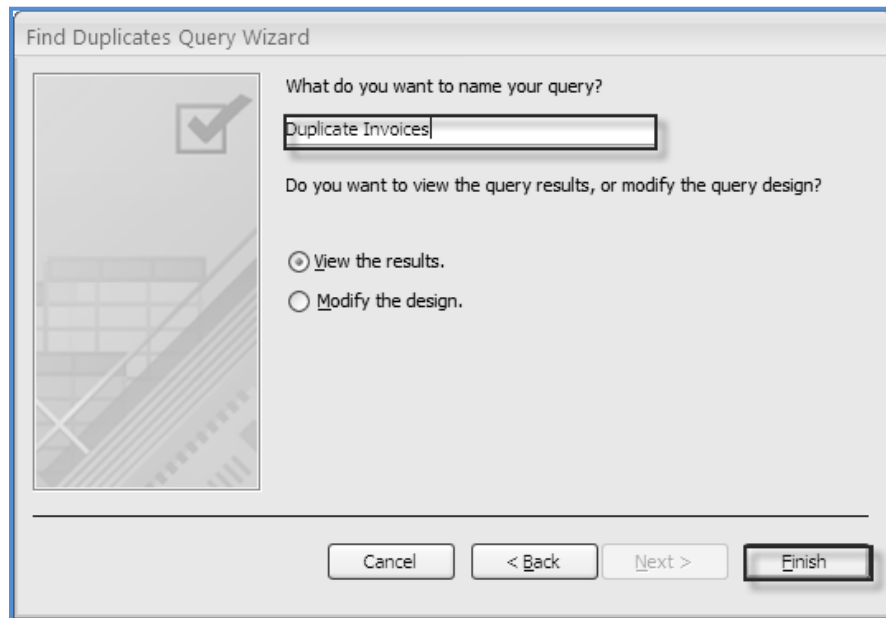 Find Duplicates Query Wizard
What do you want to name your query?
Duplicate Invoices
Do you want to view the query results, or modify the query design?
View the results.
Modify the design.
Cancel
< Back
Next >
Finish